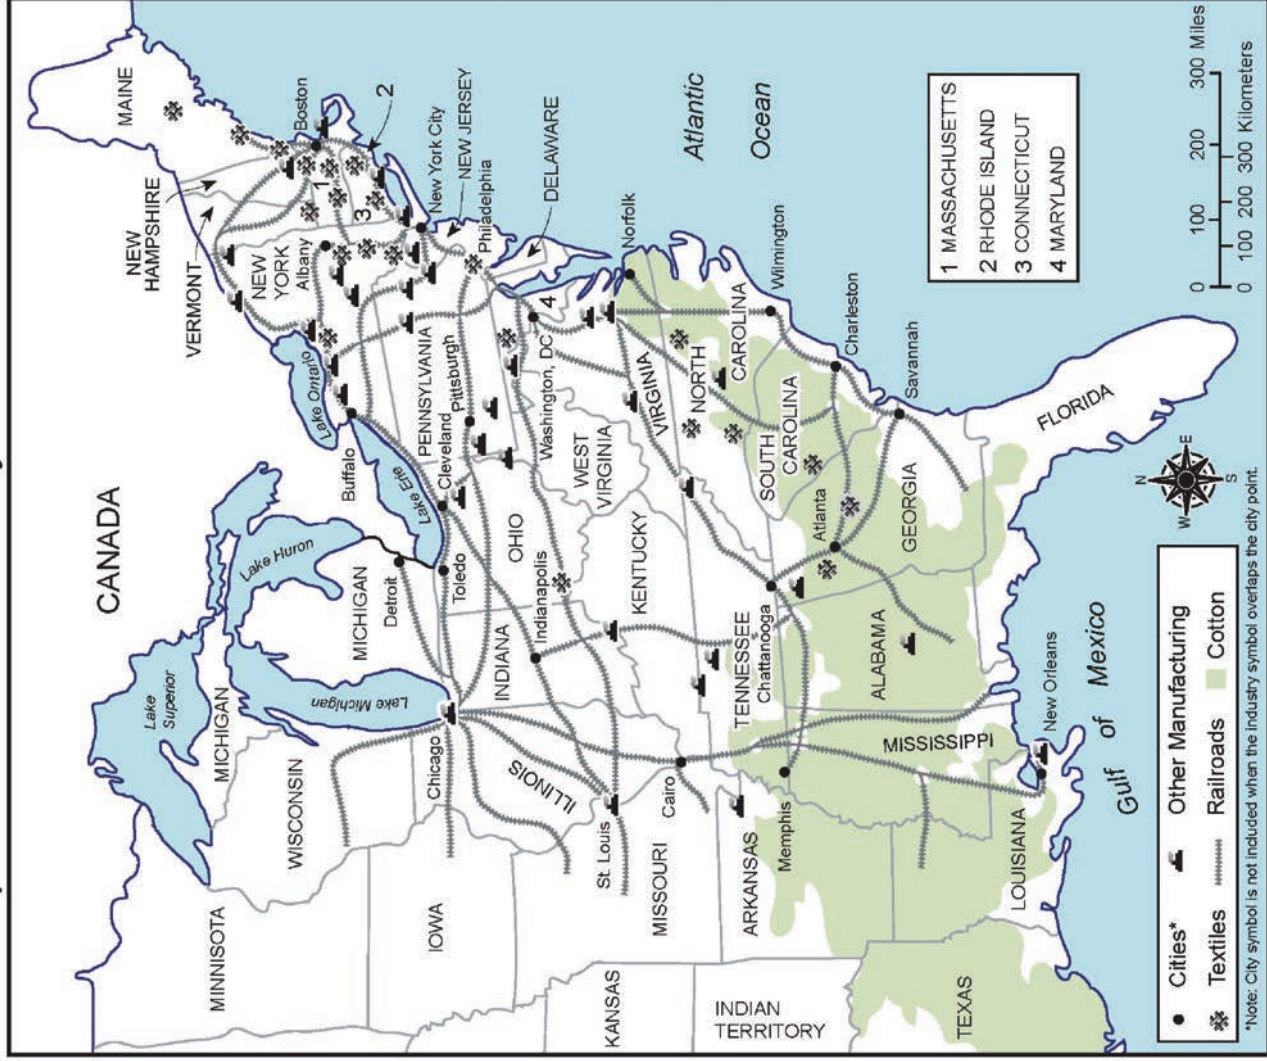 CANADA
MAINE
NEW
HAMPSHIRE
VERMONT
Boston
1
2
3
NEW
YORK
Albany
New York City
NEW JERSEY
Philadelphia
DELAWARE
Lake
Superior
MICHIGAN
Lake Huron
Lake Ontario
Buffalo
Lake Erie
PENNSYLVANIA
Pittsburgh
Cleveland
MINNISOTA
WISCONSIN
Lake Michigan
MICHIGAN
Detroit
Toledo
Chicago
IOWA
ILLINOIS
INDIANA
Indianapolis
OHIO
WEST
VIRGINIA
Washington, DC
4
VIRGINIA
Norfolk
St. Louis
MISSOURI
Cairo
KENTUCKY
KANSAS
INDIAN
TERRITORY
ARKANSAS
Memphis
TENNESSEE
Chattanooga
NORTH
CAROLINA
Wilmington
SOUTH
CAROLINA
Charleston
Atlanta
GEORGIA
Savannah
ALABAMA
MISSISSIPPI
LOUISIANA
TEXAS
New Orleans
FLORIDA
Gulf of Mexico
Atlantic
Ocean
1 MASSACHUSETTS
2 RHODE ISLAND
3 CONNECTICUT
4 MARYLAND
0 100 200 300 Miles
0 100 200 300 Kilometers
N
W E
S
Cities*
Other Manufacturing
Textiles
Railroads
Cotton
*Note: City symbol is not included when the industry symbol overlaps the city point.